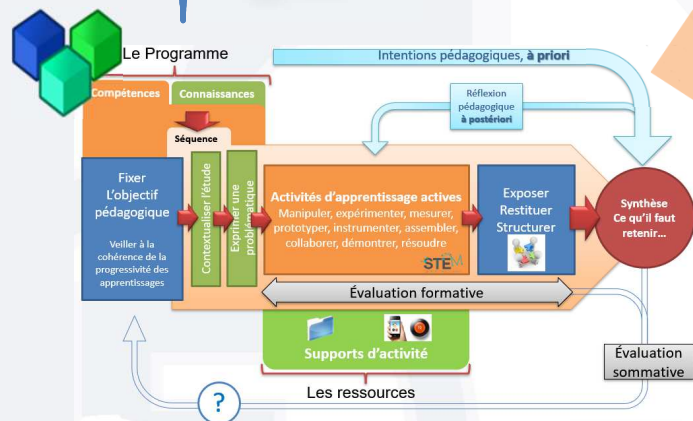 Le Programme
Intentions pédagogiques, à priori
Compétences
Connaissances
Réflexion
pédagogique
à postériori
Séquence
Fixer
L'objectif
pédagogique
Veiller à la
cohérence de la
progressivité des
apprentissages
Contextualiser l'étude
Exprimer une
problématique
Activités d'apprentissage actives
Manipuler, expérimenter, mesurer,
prototyper, instrumenter, assembler,
collaborer, démontrer, résoudre
STEM
Exposer
Restituer
Structurer
Synthèse
Ce qu'il faut
retenir...
Évaluation formative
Supports d'activité
Évaluation
sommative
Les ressources
?